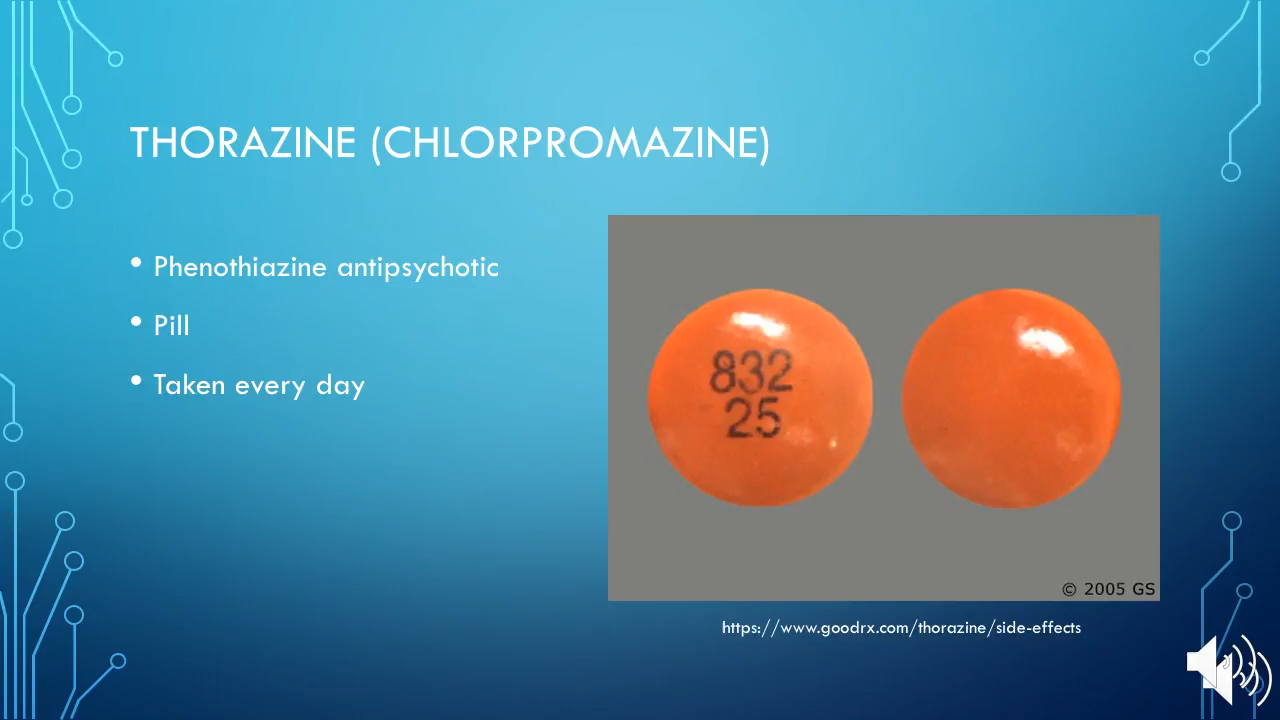 THORAZINE (CHLORPROMAZINE)
• Phenothiazine antipsychotic
• Pill
• Taken every day
832
25
© 2005 GS
https://www.goodrx.com/thorazine/side-effects